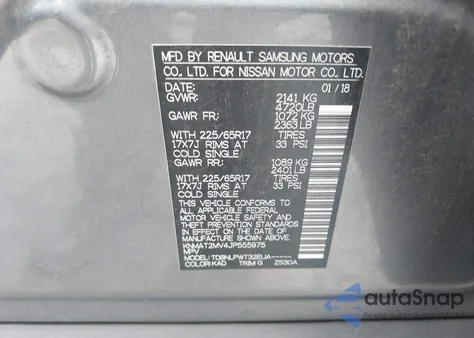 MFD BY RENAULT SAMSUNG MOTORS
CO., LTD. FOR NISSAN MOTOR CO., LTD.
DATE: 01/18
GVWR: 2141 KG
4720LB
GAWR FR: 1072 KG
2363 LB
WITH 225/65R17 TIRES
17X7J RIMS AT 33 PSI
COLD SINGLE
GAWR RR: 1089 KG
2401 LB
WITH 225/65R17 TIRES
17X7J RIMS AT 33 PSI
COLD SINGLE
THIS VEHICLE CONFORMS TO
ALL APPLICABLE FEDERAL
MOTOR VEHICLE SAFETY AND
THEFT PREVENTION
STANDARDS IN EFFECT ON
THE DATE OF MANUFACTURE
SHOWN ABOVE
KNMAT2MV4JP555975
MPV
MODEL: TDBNLPWT32EUA-----
COLOR: KAD TRIM: G ZS30A
autoSnap
POWERED BY